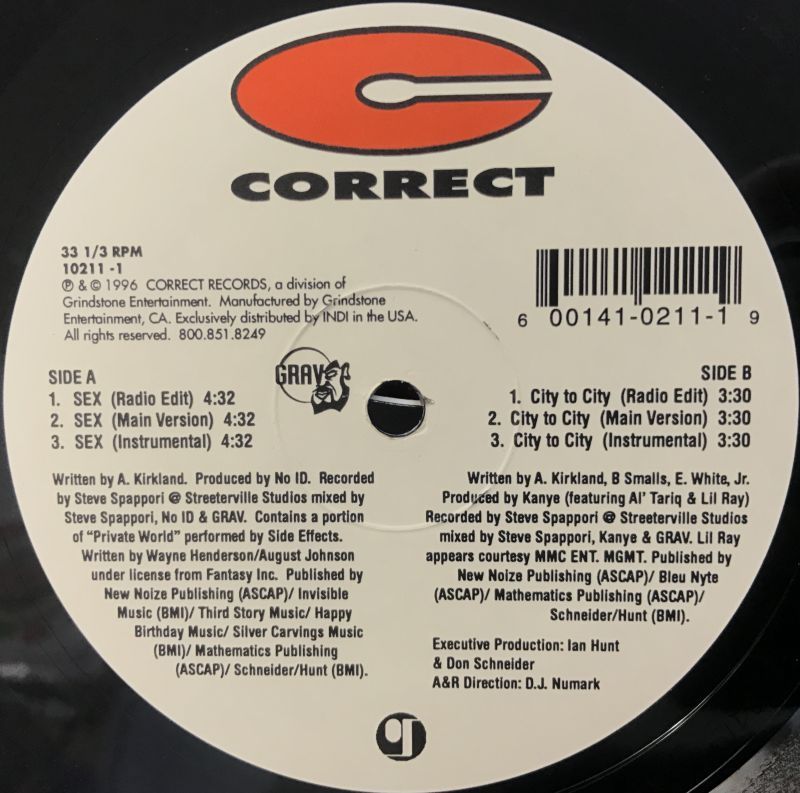 CORRECT
33 1/3 RPM
10211 -1
℗ & © 1996 CORRECT RECORDS, a division of
Grindstone Entertainment. Manufactured by Grindstone
Entertainment, CA. Exclusively distributed by INDI in the USA.
All rights reserved. 800.851.8249
6 00141-0211-1 9
GRAV
SIDE A
1. SEX (Radio Edit) 4:32
2. SEX (Main Version) 4:32
3. SEX (Instrumental) 4:32
Written by A. Kirkland. Produced by No ID. Recorded
by Steve Spappori @ Streeterville Studios mixed by
Steve Spappori, No ID & GRAV. Contains a portion
of “Private World” performed by Side Effects.
Written by Wayne Henderson/August Johnson
under license from Fantasy Inc. Published by
New Noize Publishing (ASCAP)/ Invisible
Music (BMI)/ Third Story Music/ Happy
Birthday Music/ Silver Carvings Music
(BMI)/ Mathematics Publishing
(ASCAP)/ Schneider/Hunt (BMI).
SIDE B
1. City to City (Radio Edit) 3:30
2. City to City (Main Version) 3:30
3. City to City (Instrumental) 3:30
Written by A. Kirkland, B Smalls, E. White, Jr.
Produced by Kanye (featuring Al’ Tariq & Lil Ray)
Recorded by Steve Spappori @ Streeterville Studios
mixed by Steve Spappori, Kanye & GRAV. Lil Ray
appears courtesy MMC ENT. MGMT. Published by
New Noize Publishing (ASCAP)/ Bleu Nyte
(ASCAP)/ Mathematics Publishing (ASCAP)/
Schneider/Hunt (BMI).
Executive Production: Ian Hunt
& Don Schneider
A&R Direction: D.J. Numark